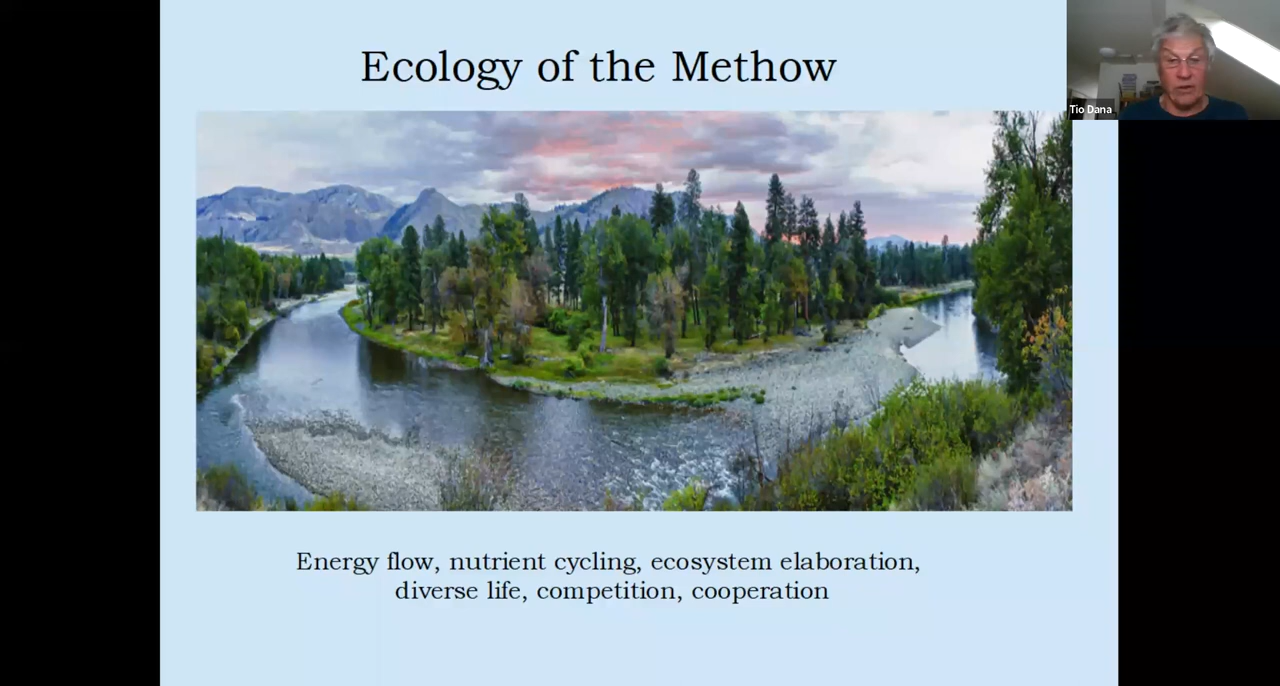 Ecology of the Methow
Tio Dana
Energy flow, nutrient cycling, ecosystem elaboration,
diverse life, competition, cooperation